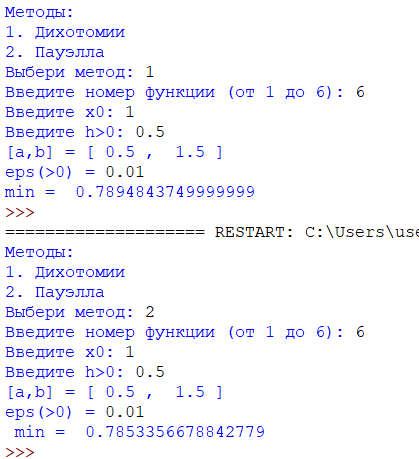 Методы:
1. Дихотомии
2. Пауэлла
Выбери метод: 1
Введите номер функции (от 1 до 6): 6
Введите x0: 1
Введите h>0: 0.5
[a,b] = [ 0.5 ,  1.5 ]
eps(>0) = 0.01
min =  0.7894843749999999
>>>
==================== RESTART: C:\Users\use
Методы:
1. Дихотомии
2. Пауэлла
Выбери метод: 2
Введите номер функции (от 1 до 6): 6
Введите x0: 1
Введите h>0: 0.5
[a,b] = [ 0.5 ,  1.5 ]
eps(>0) = 0.01
 min =  0.7853356678842779
>>>